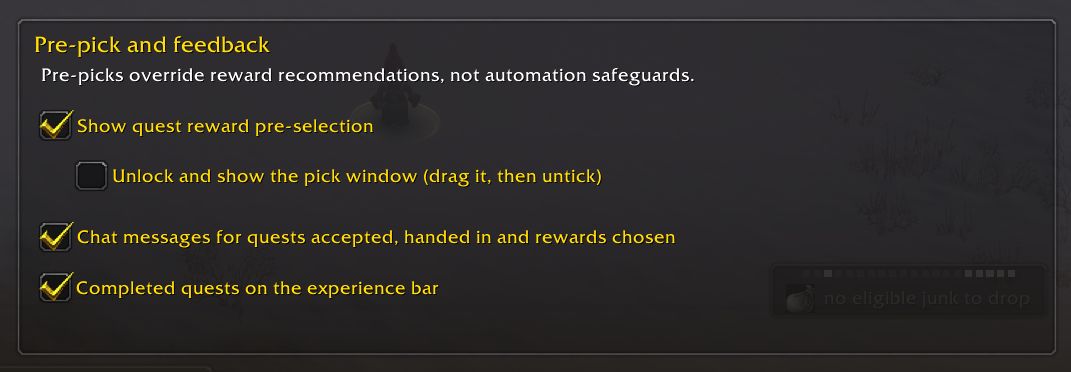 Pre-pick and feedback
Pre-picks override reward recommendations, not automation safeguards.
Show quest reward pre-selection
Unlock and show the pick window (drag it, then untick)
Chat messages for quests accepted, handed in and rewards chosen
Completed quests on the experience bar
no eligible junk to drop